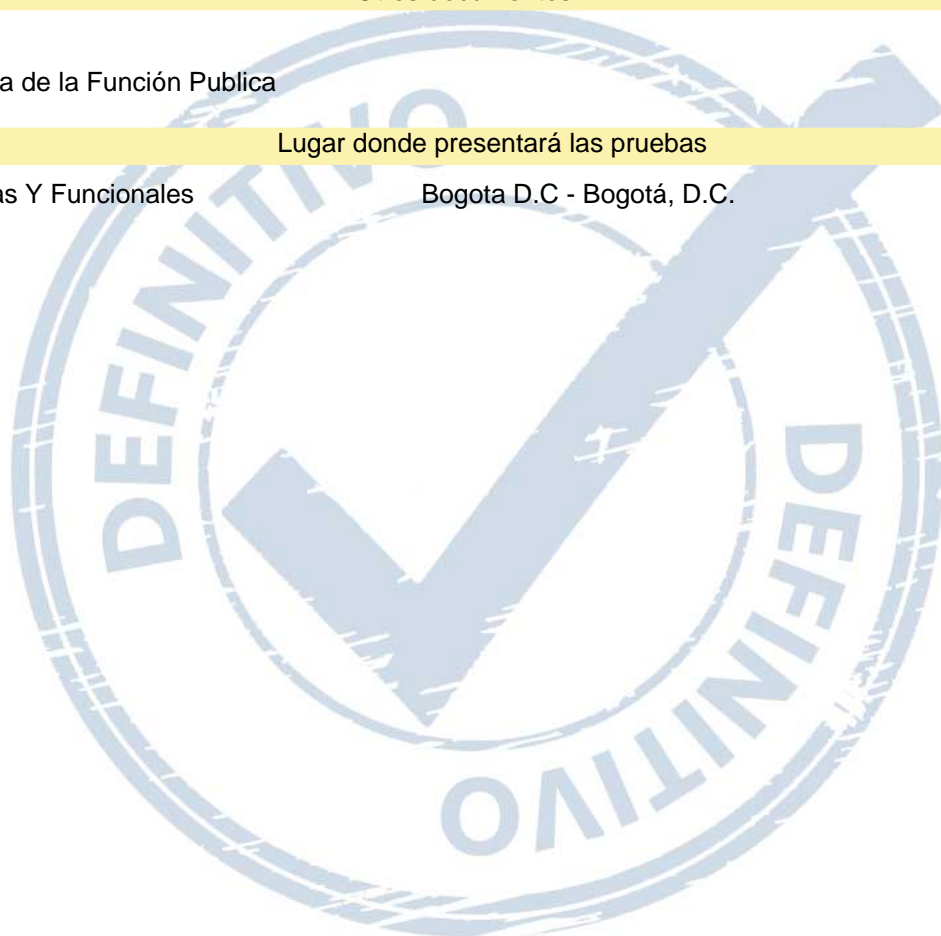 a de la Función Publica
Lugar donde presentará las pruebas
as Y Funcionales
Bogota D.C - Bogotá, D.C.
DEFINITIVO
DEFINITIVO